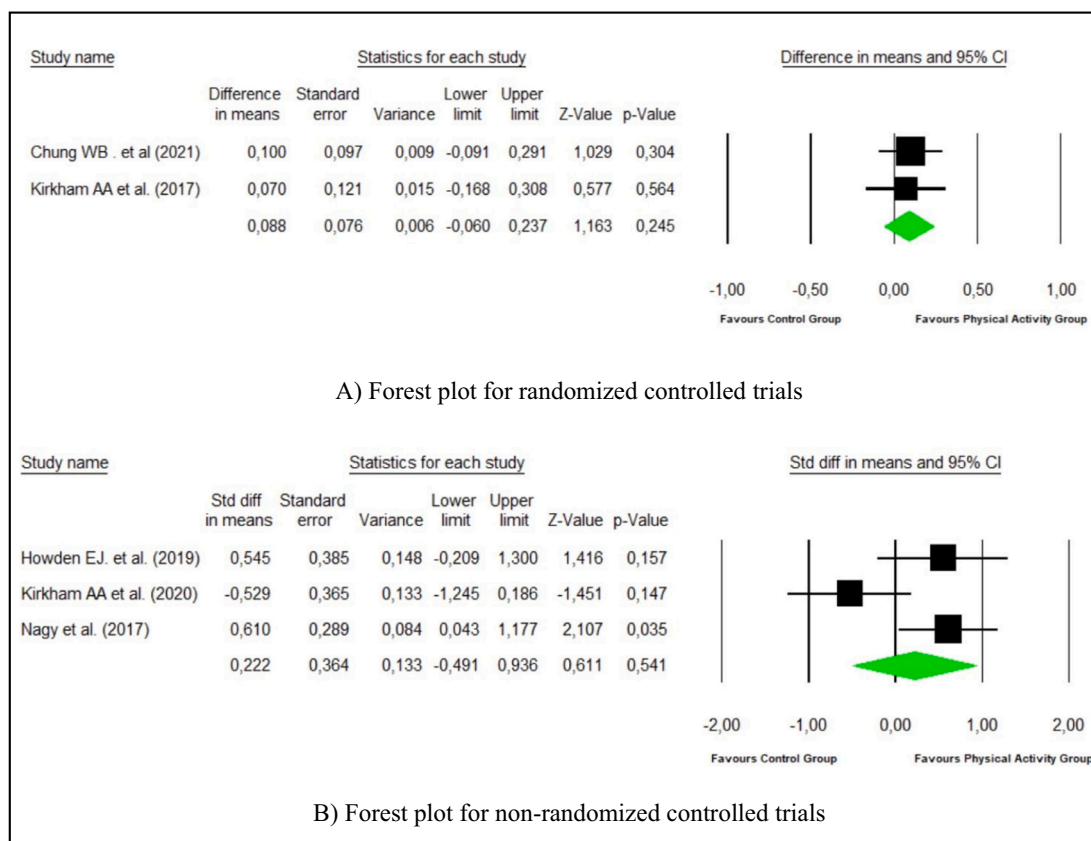 Study name Statistics for each study Difference in means and 95% CI
Difference Standard Lower Upper
in means error Variance limit limit Z-Value p-Value
Chung WB . et al (2021) 0,100 0,097 0,009 -0,091 0,291 1,029 0,304
Kirkham AA et al. (2017) 0,070 0,121 0,015 -0,168 0,308 0,577 0,564
0,088 0,076 0,006 -0,060 0,237 1,163 0,245
-1,00 -0,50 0,00 0,50 1,00
Favours Control Group Favours Physical Activity Group
A) Forest plot for randomized controlled trials
Study name Statistics for each study Std diff in means and 95% CI
Std diff Standard Lower Upper
in means error Variance limit limit Z-Value p-Value
Howden EJ. et al. (2019) 0,545 0,385 0,148 -0,209 1,300 1,416 0,157
Kirkham AA et al. (2020) -0,529 0,365 0,133 -1,245 0,186 -1,451 0,147
Nagy et al. (2017) 0,610 0,289 0,084 0,043 1,177 2,107 0,035
0,222 0,364 0,133 -0,491 0,936 0,611 0,541
-2,00 -1,00 0,00 1,00 2,00
Favours Control Group Favours Physical Activity Group
B) Forest plot for non-randomized controlled trials